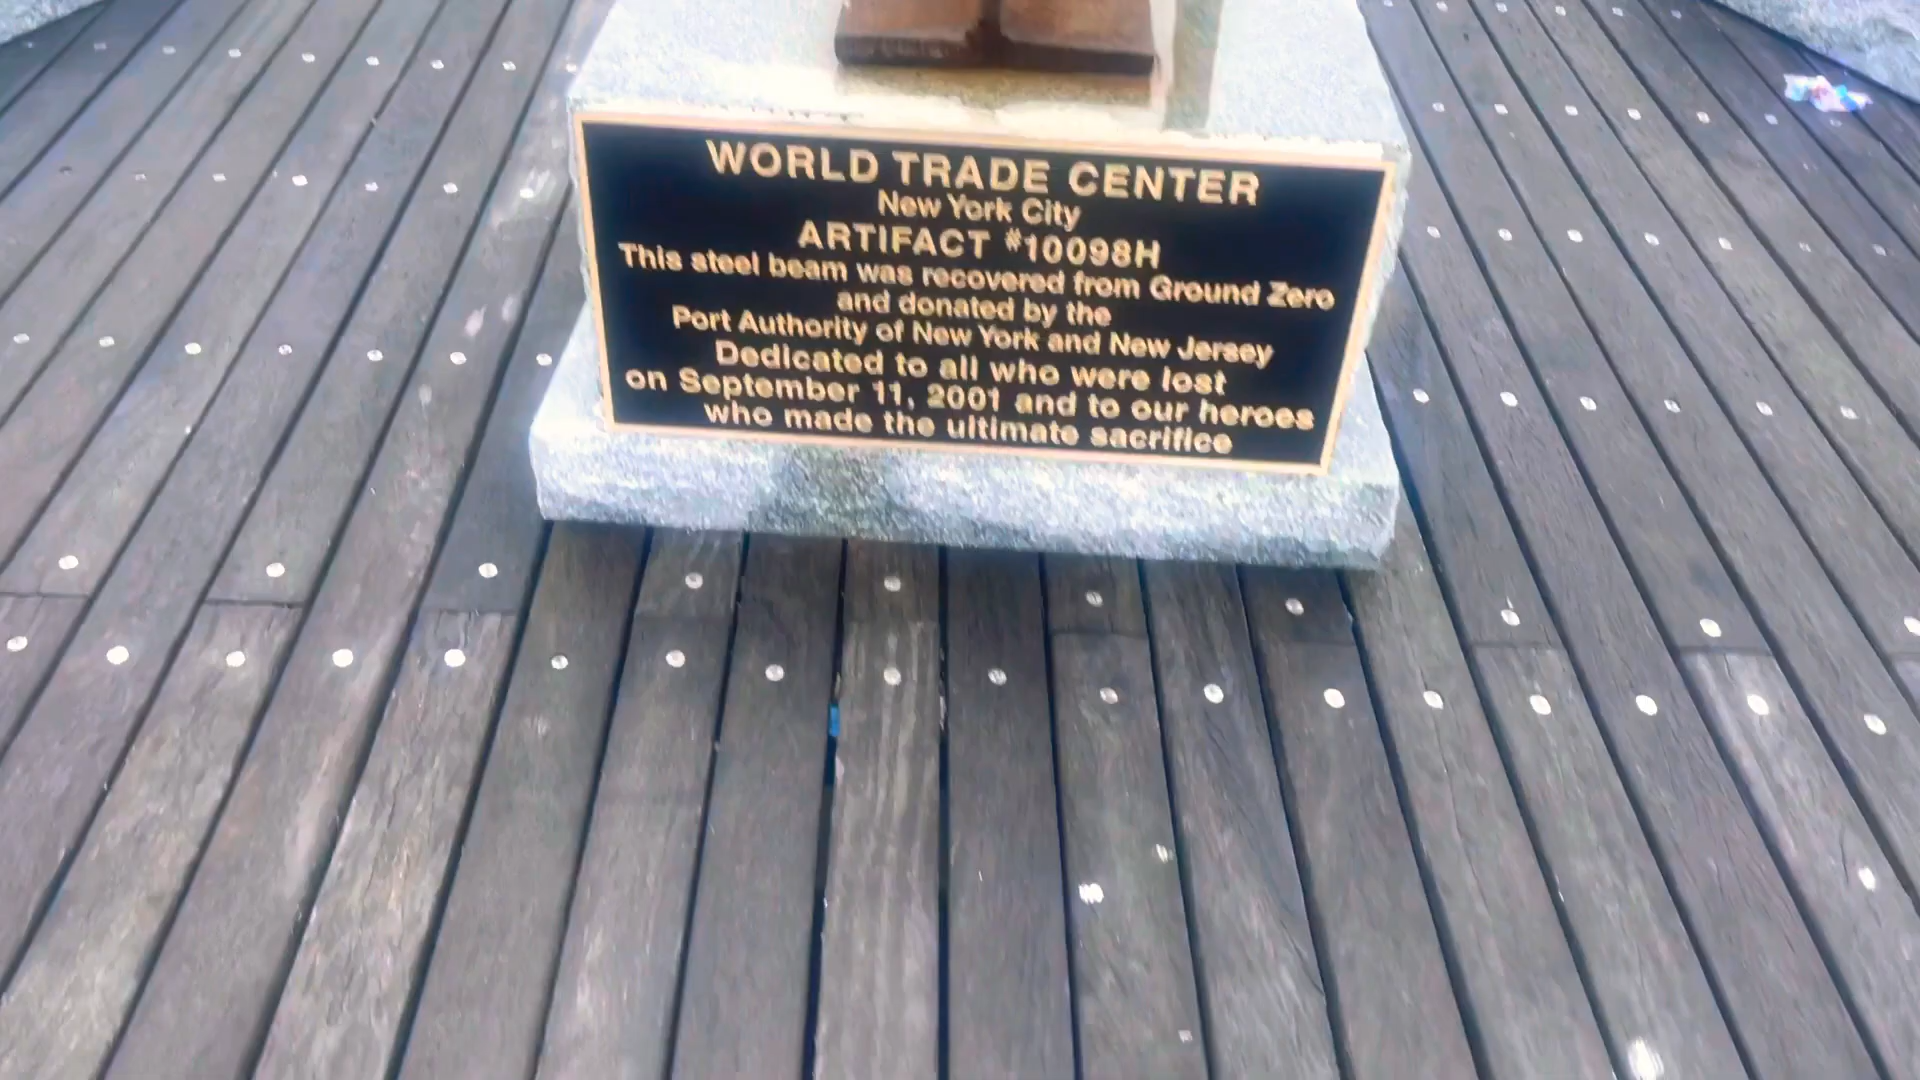 WORLD TRADE CENTER
New York City
ARTIFACT #10098H
This steel beam was recovered from Ground Zero
and donated by the
Port Authority of New York and New Jersey
Dedicated to all who were lost
on September 11, 2001 and to our heroes
who made the ultimate sacrifice